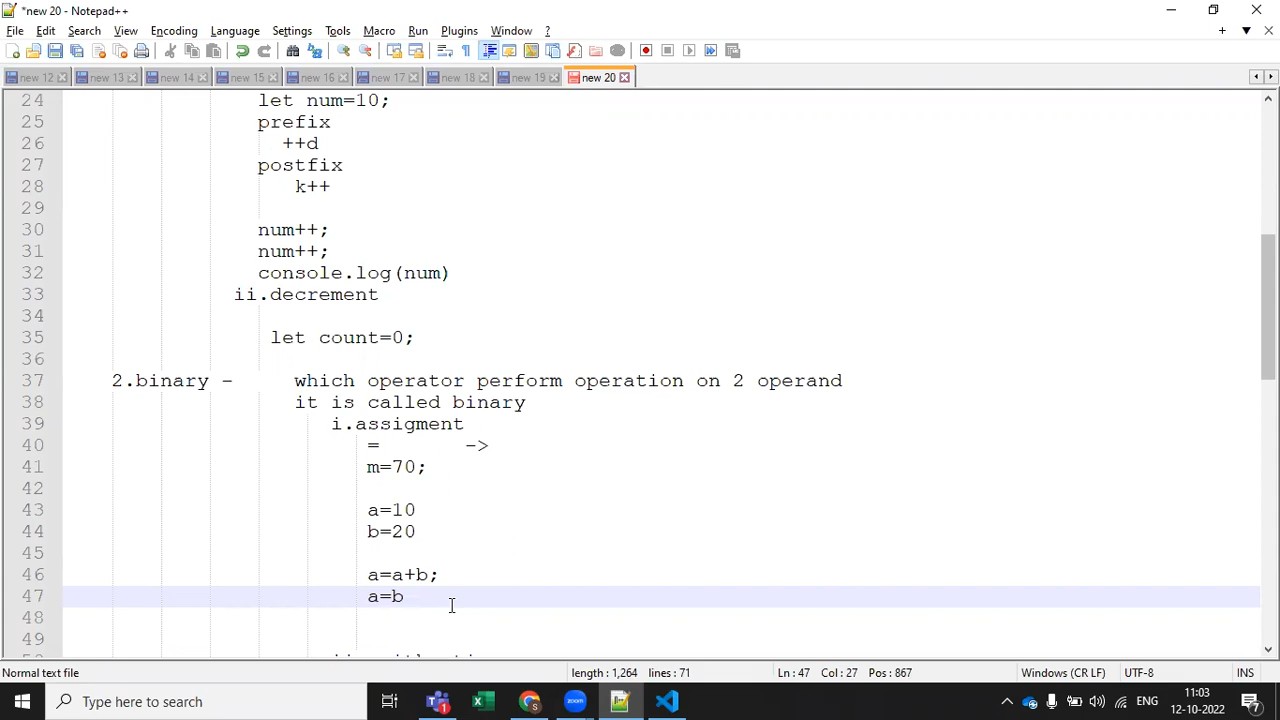 *new 20 - Notepad++
File Edit Search View Encoding Language Settings Tools Macro Run Plugins Window ?
new 12 new 13 new 14 new 15 new 16 new 17 new 18 new 19 new 20
24 let num=10;
25 prefix
26 ++d
27 postfix
28 k++
29
30 num++;
31 num++;
32 console.log(num)
33 ii.decrement
34
35 let count=0;
36
37 2.binary - which operator perform operation on 2 operand
38 it is called binary
39 i.assigment
40 = ->
41 m=70;
42
43 a=10
44 b=20
45
46 a=a+b;
47 a=b
48
49
Normal text file length : 1,264 lines : 71 Ln : 47 Col : 27 Pos : 867 Windows (CR LF) UTF-8 INS
Type here to search ENG 11:03
12-10-2022